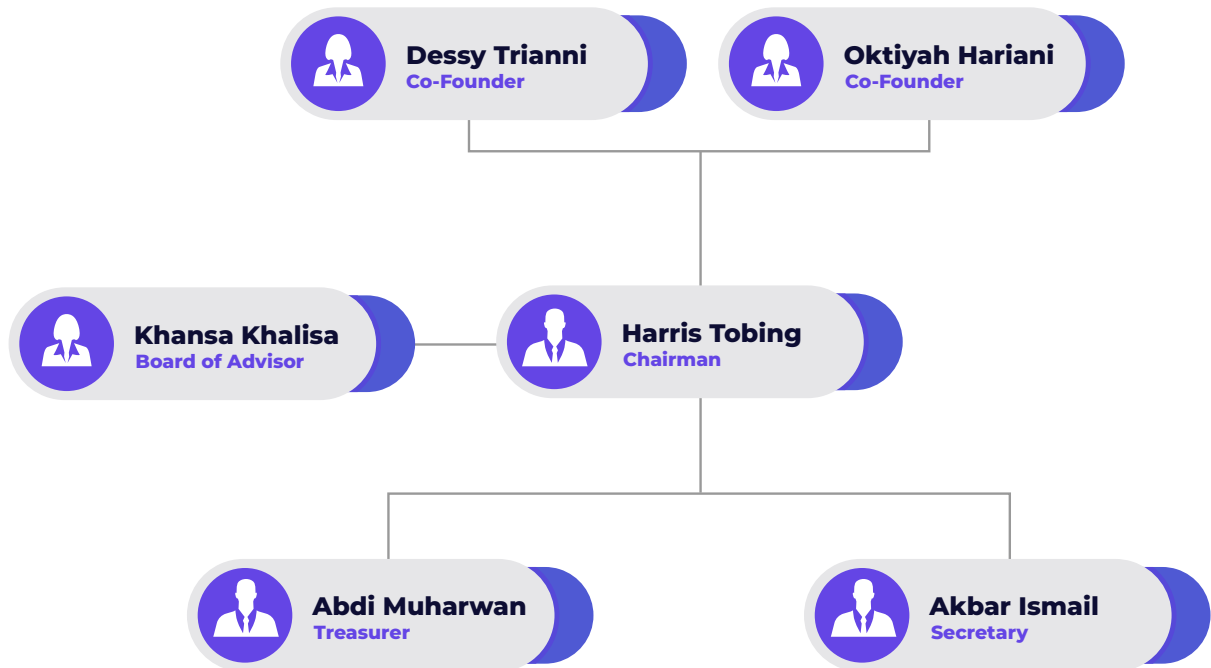 Dessy Trianni
Co-Founder
Oktiyah Hariani
Co-Founder
Khansa Khalisa
Board of Advisor
Harris Tobing
Chairman
Abdi Muharwan
Treasurer
Akbar Ismail
Secretary